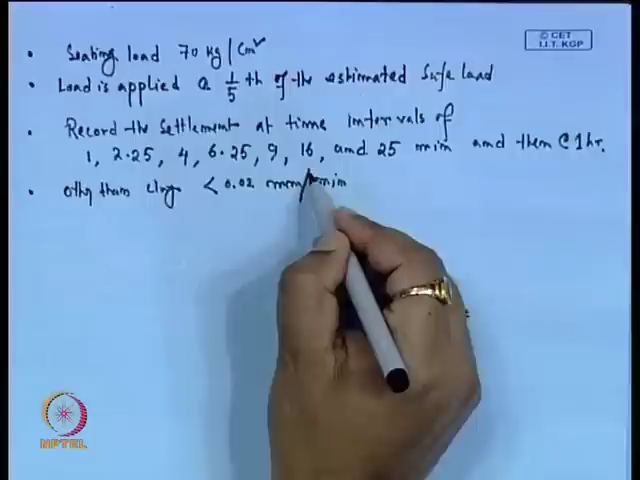 © CET
I.I.T. KGP
• Seating load 70 kg/cm²
• Load is applied @ 1/5 th of the estimated safe load
• Record the settlement at time intervals of
1, 2.25, 4, 6.25, 9, 16, and 25 min and then @ 1 hr.
• Other than clay < 0.02 mm/min
NPTEL